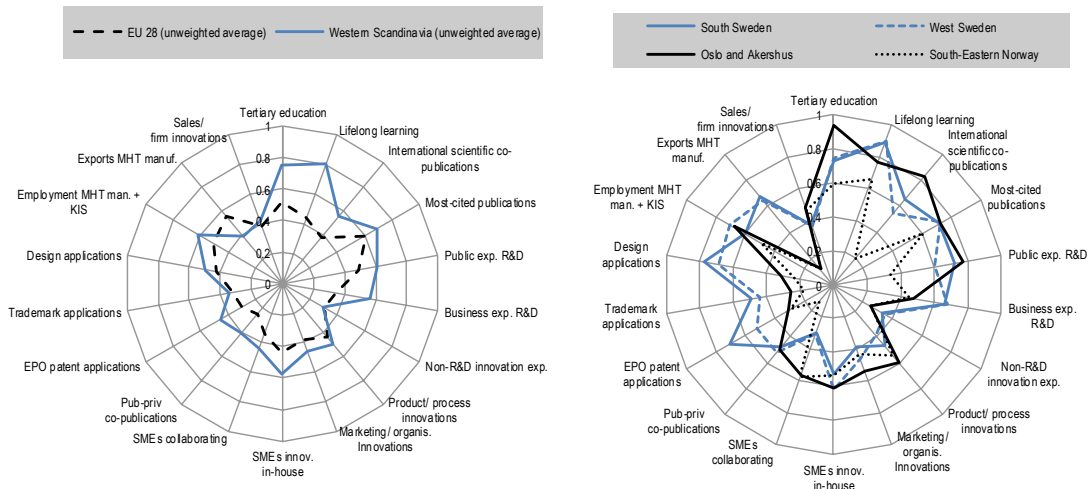 EU 28 (unweighted average)
Western Scandinavia (unweighted average)
Tertiary education
1
Lifelong learning
International scientific co-
publications
Most-cited publications
Public exp. R&D
Business exp. R&D
Non-R&D innovation exp.
Product/ process
innovations
Marketing/ organis.
Innovations
SMEs innov.
in-house
SMEs collaborating
Pub-priv
co-publications
EPO patent applications
Trademark applications
Design applications
Employment MHT man. +
KIS
Exports MHT manuf.
Sales/
firm innovations
0.8
0.6
0.4
0.2
0
South Sweden
West Sweden
Oslo and Akershus
South-Eastern Norway
Tertiary education
1
Lifelong learning
International
scientific co-
publications
Most-cited
publications
Public exp. R&D
Business exp.
R&D
Non-R&D
innovation exp.
Product/ process
innovations
Marketing/
organis.
Innovations
SMEs innov.
in-house
SMEs
collaborating
Pub-priv
co-publications
EPO patent
applications
Trademark
applications
Design
applications
Employment MHT
man. + KIS
Exports MHT
manuf.
Sales/
firm innovations
0.8
0.6
0.4
0.2
0